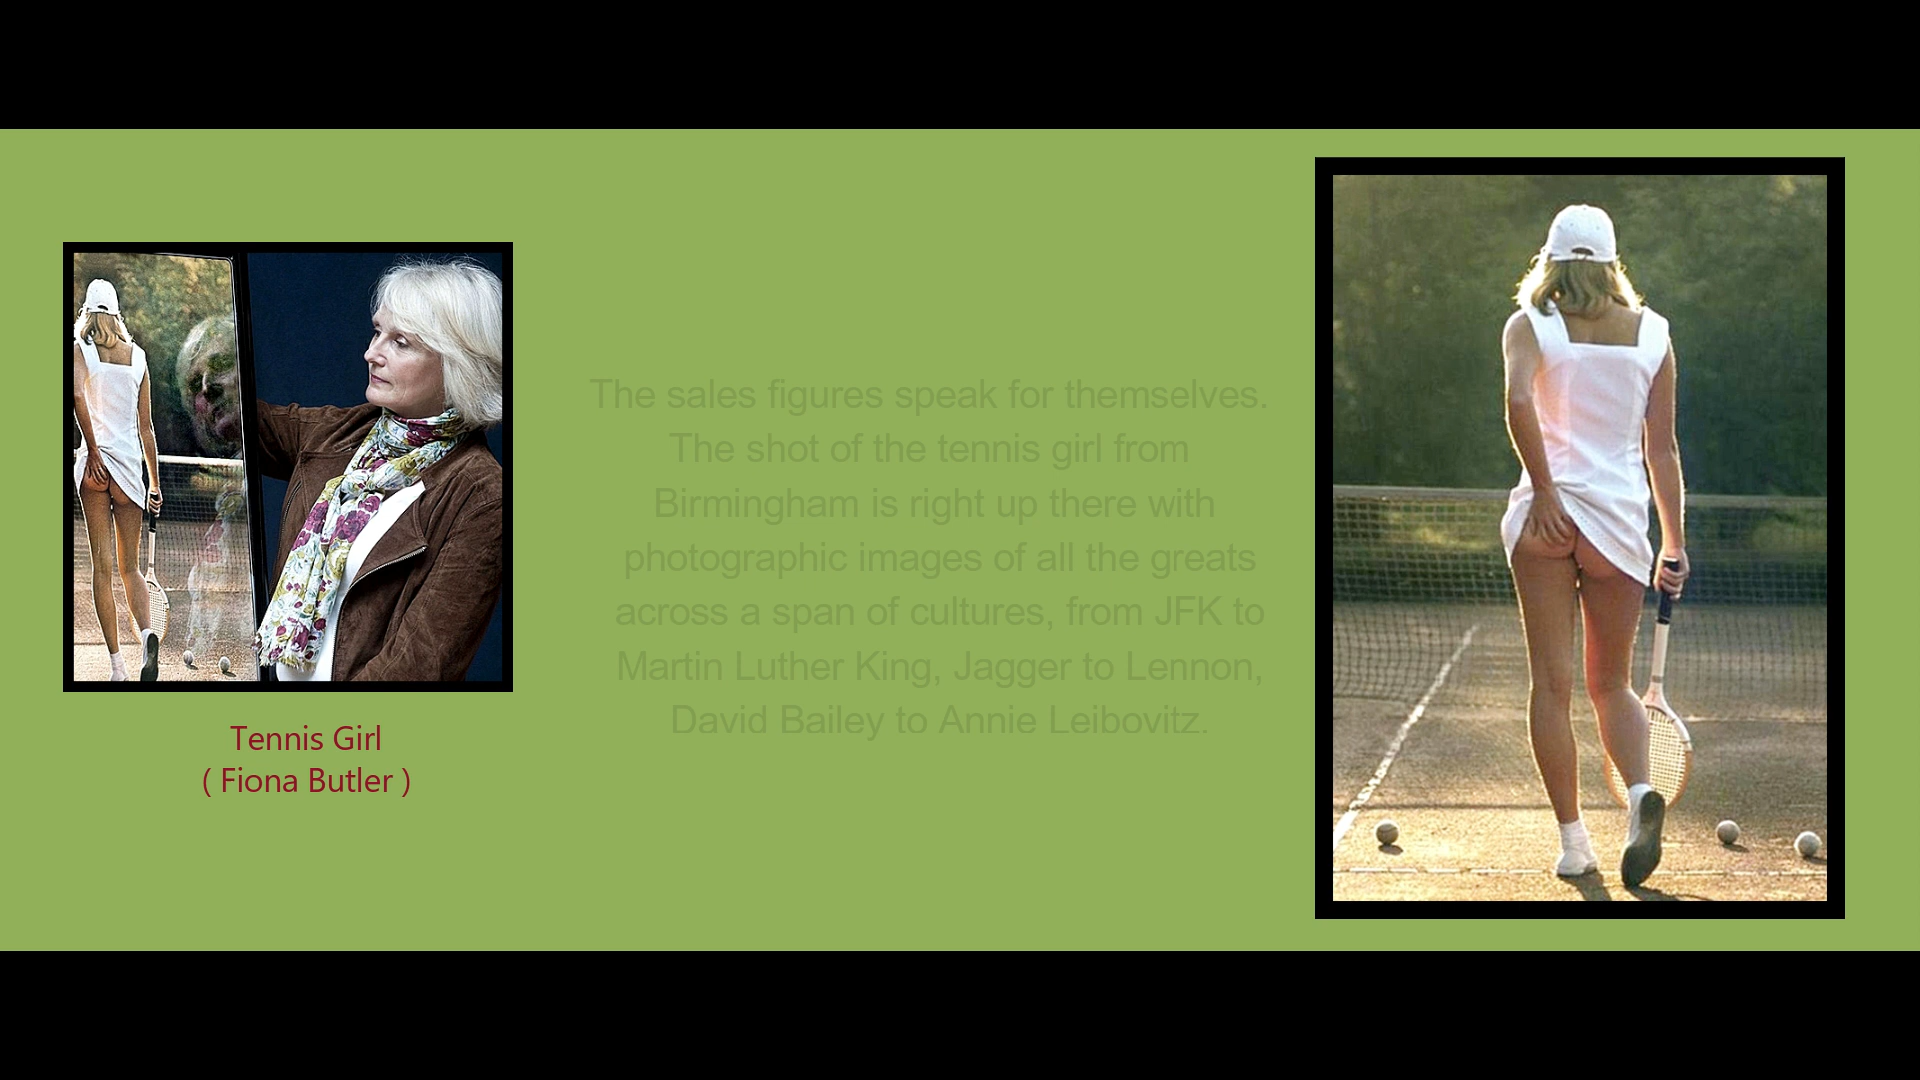 The sales figures speak for themselves.
The shot of the tennis girl from
Birmingham is right up there with
photographic images of all the greats
across a span of cultures, from JFK to
Martin Luther King, Jagger to Lennon,
David Bailey to Annie Leibovitz.
Tennis Girl
( Fiona Butler )